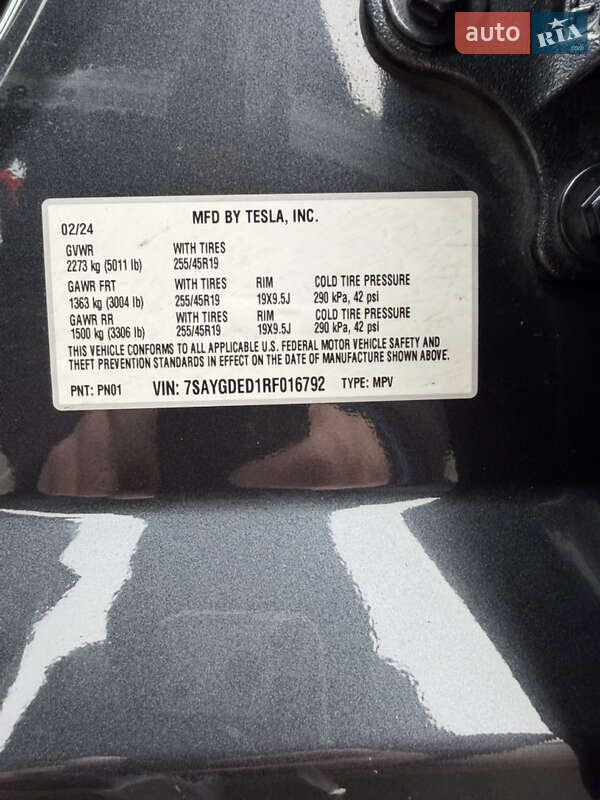 auto RIA.com
02/24 MFD BY TESLA, INC.
GVWR WITH TIRES
2273 kg (5011 lb) 255/45R19
GAWR FRT WITH TIRES RIM COLD TIRE PRESSURE
1363 kg (3004 lb) 255/45R19 19X9.5J 290 kPa, 42 psi
GAWR RR WITH TIRES RIM COLD TIRE PRESSURE
1500 kg (3306 lb) 255/45R19 19X9.5J 290 kPa, 42 psi
THIS VEHICLE CONFORMS TO ALL APPLICABLE U.S. FEDERAL MOTOR VEHICLE SAFETY AND
THEFT PREVENTION STANDARDS IN EFFECT ON THE DATE OF MANUFACTURE SHOWN ABOVE.
PNT: PN01 VIN: 7SAYGDED1RF016792 TYPE: MPV